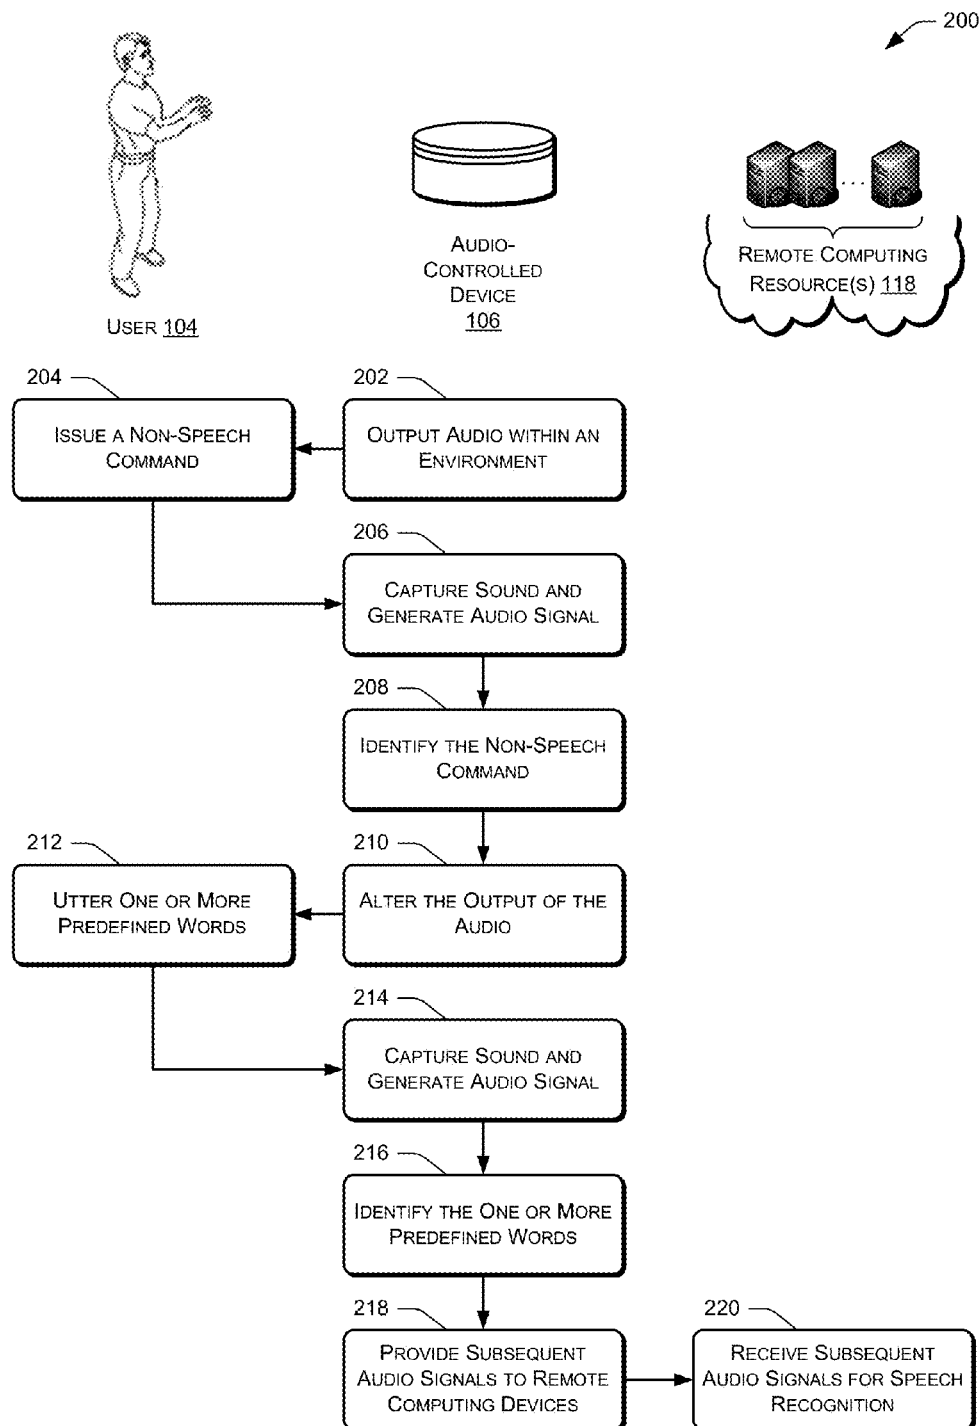 200
AUDIO-
CONTROLLED
DEVICE
106
REMOTE COMPUTING
RESOURCE(S) 118
USER 104
204
ISSUE A NON-SPEECH
COMMAND
202
OUTPUT AUDIO WITHIN AN
ENVIRONMENT
206
CAPTURE SOUND AND
GENERATE AUDIO SIGNAL
208
IDENTIFY THE NON-SPEECH
COMMAND
210
ALTER THE OUTPUT OF THE
AUDIO
212
UTTER ONE OR MORE
PREDEFINED WORDS
214
CAPTURE SOUND AND
GENERATE AUDIO SIGNAL
216
IDENTIFY THE ONE OR MORE
PREDEFINED WORDS
218
PROVIDE SUBSEQUENT
AUDIO SIGNALS TO REMOTE
COMPUTING DEVICES
220
RECEIVE SUBSEQUENT
AUDIO SIGNALS FOR SPEECH
RECOGNITION